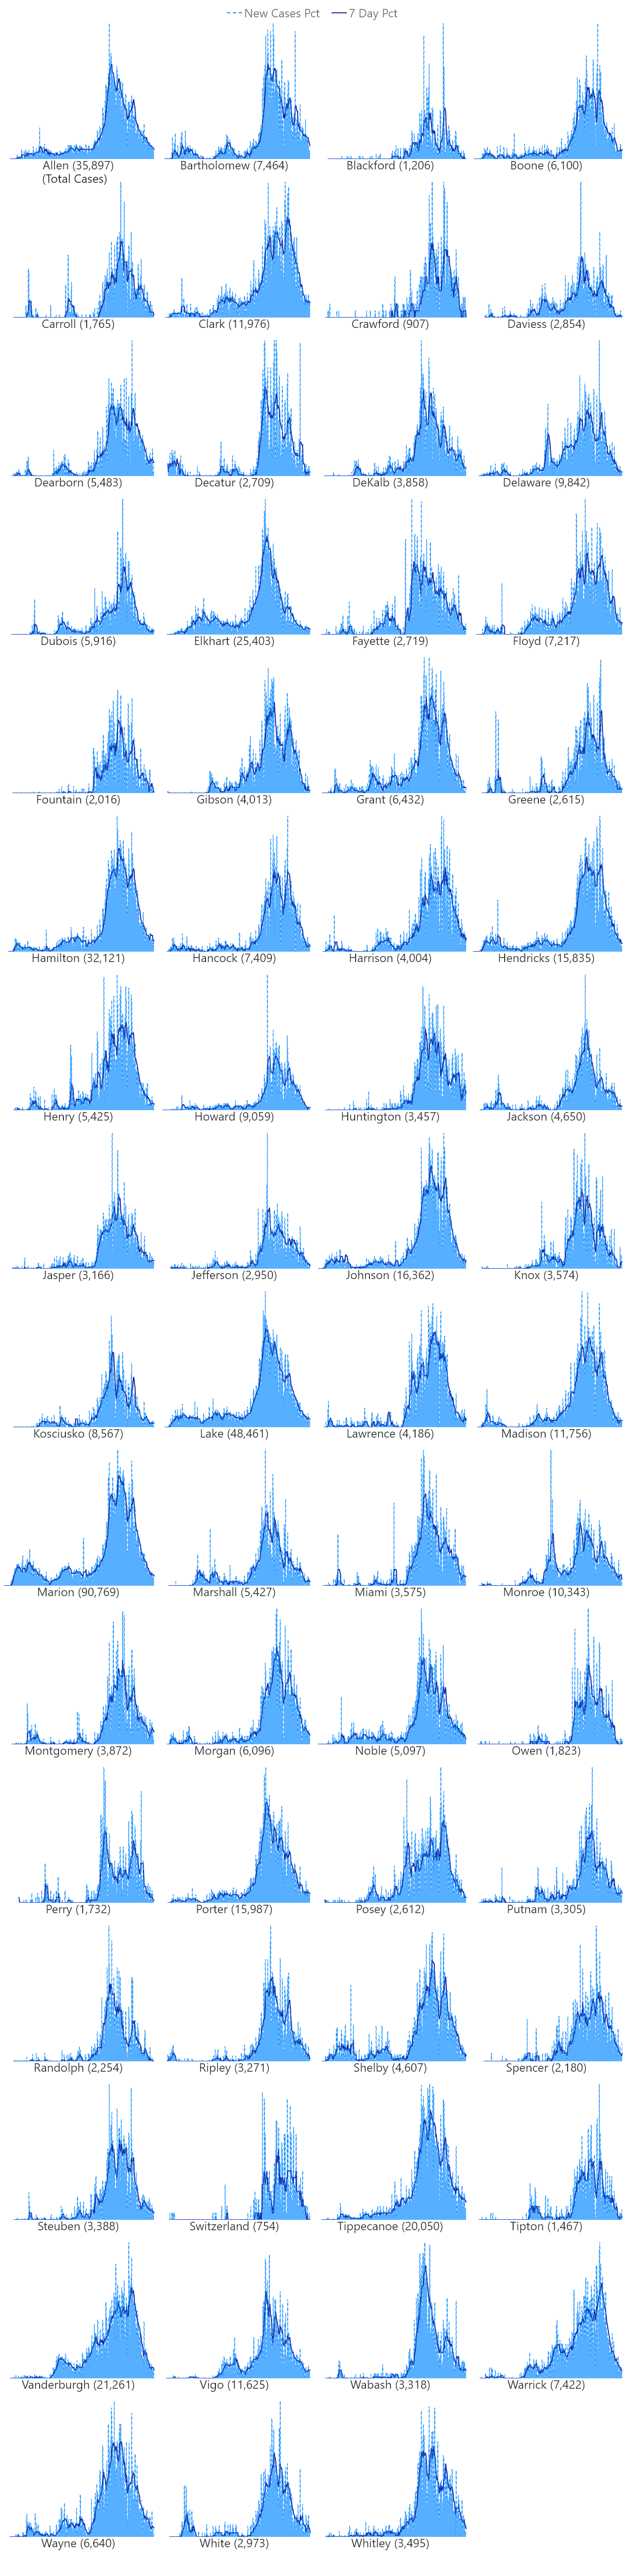 New Cases Pct 7 Day Pct
Allen (35,897) Bartholomew (7,464) Blackford (1,206) Boone (6,100)
(Total Cases)
Carroll (1,765) Clark (11,976) Crawford (907) Daviess (2,854)
Dearborn (5,483) Decatur (2,709) DeKalb (3,858) Delaware (9,842)
Dubois (5,916) Elkhart (25,403) Fayette (2,719) Floyd (7,217)
Fountain (2,016) Gibson (4,013) Grant (6,432) Greene (2,615)
Hamilton (32,121) Hancock (7,409) Harrison (4,004) Hendricks (15,835)
Henry (5,425) Howard (9,059) Huntington (3,457) Jackson (4,650)
Jasper (3,166) Jefferson (2,950) Johnson (16,362) Knox (3,574)
Kosciusko (8,567) Lake (48,461) Lawrence (4,186) Madison (11,756)
Marion (90,769) Marshall (5,427) Miami (3,575) Monroe (10,343)
Montgomery (3,872) Morgan (6,096) Noble (5,097) Owen (1,823)
Perry (1,732) Porter (15,987) Posey (2,612) Putnam (3,305)
Randolph (2,254) Ripley (3,271) Shelby (4,607) Spencer (2,180)
Steuben (3,388) Switzerland (754) Tippecanoe (20,050) Tipton (1,467)
Vanderburgh (21,261) Vigo (11,625) Wabash (3,318) Warrick (7,422)
Wayne (6,640) White (2,973) Whitley (3,495)